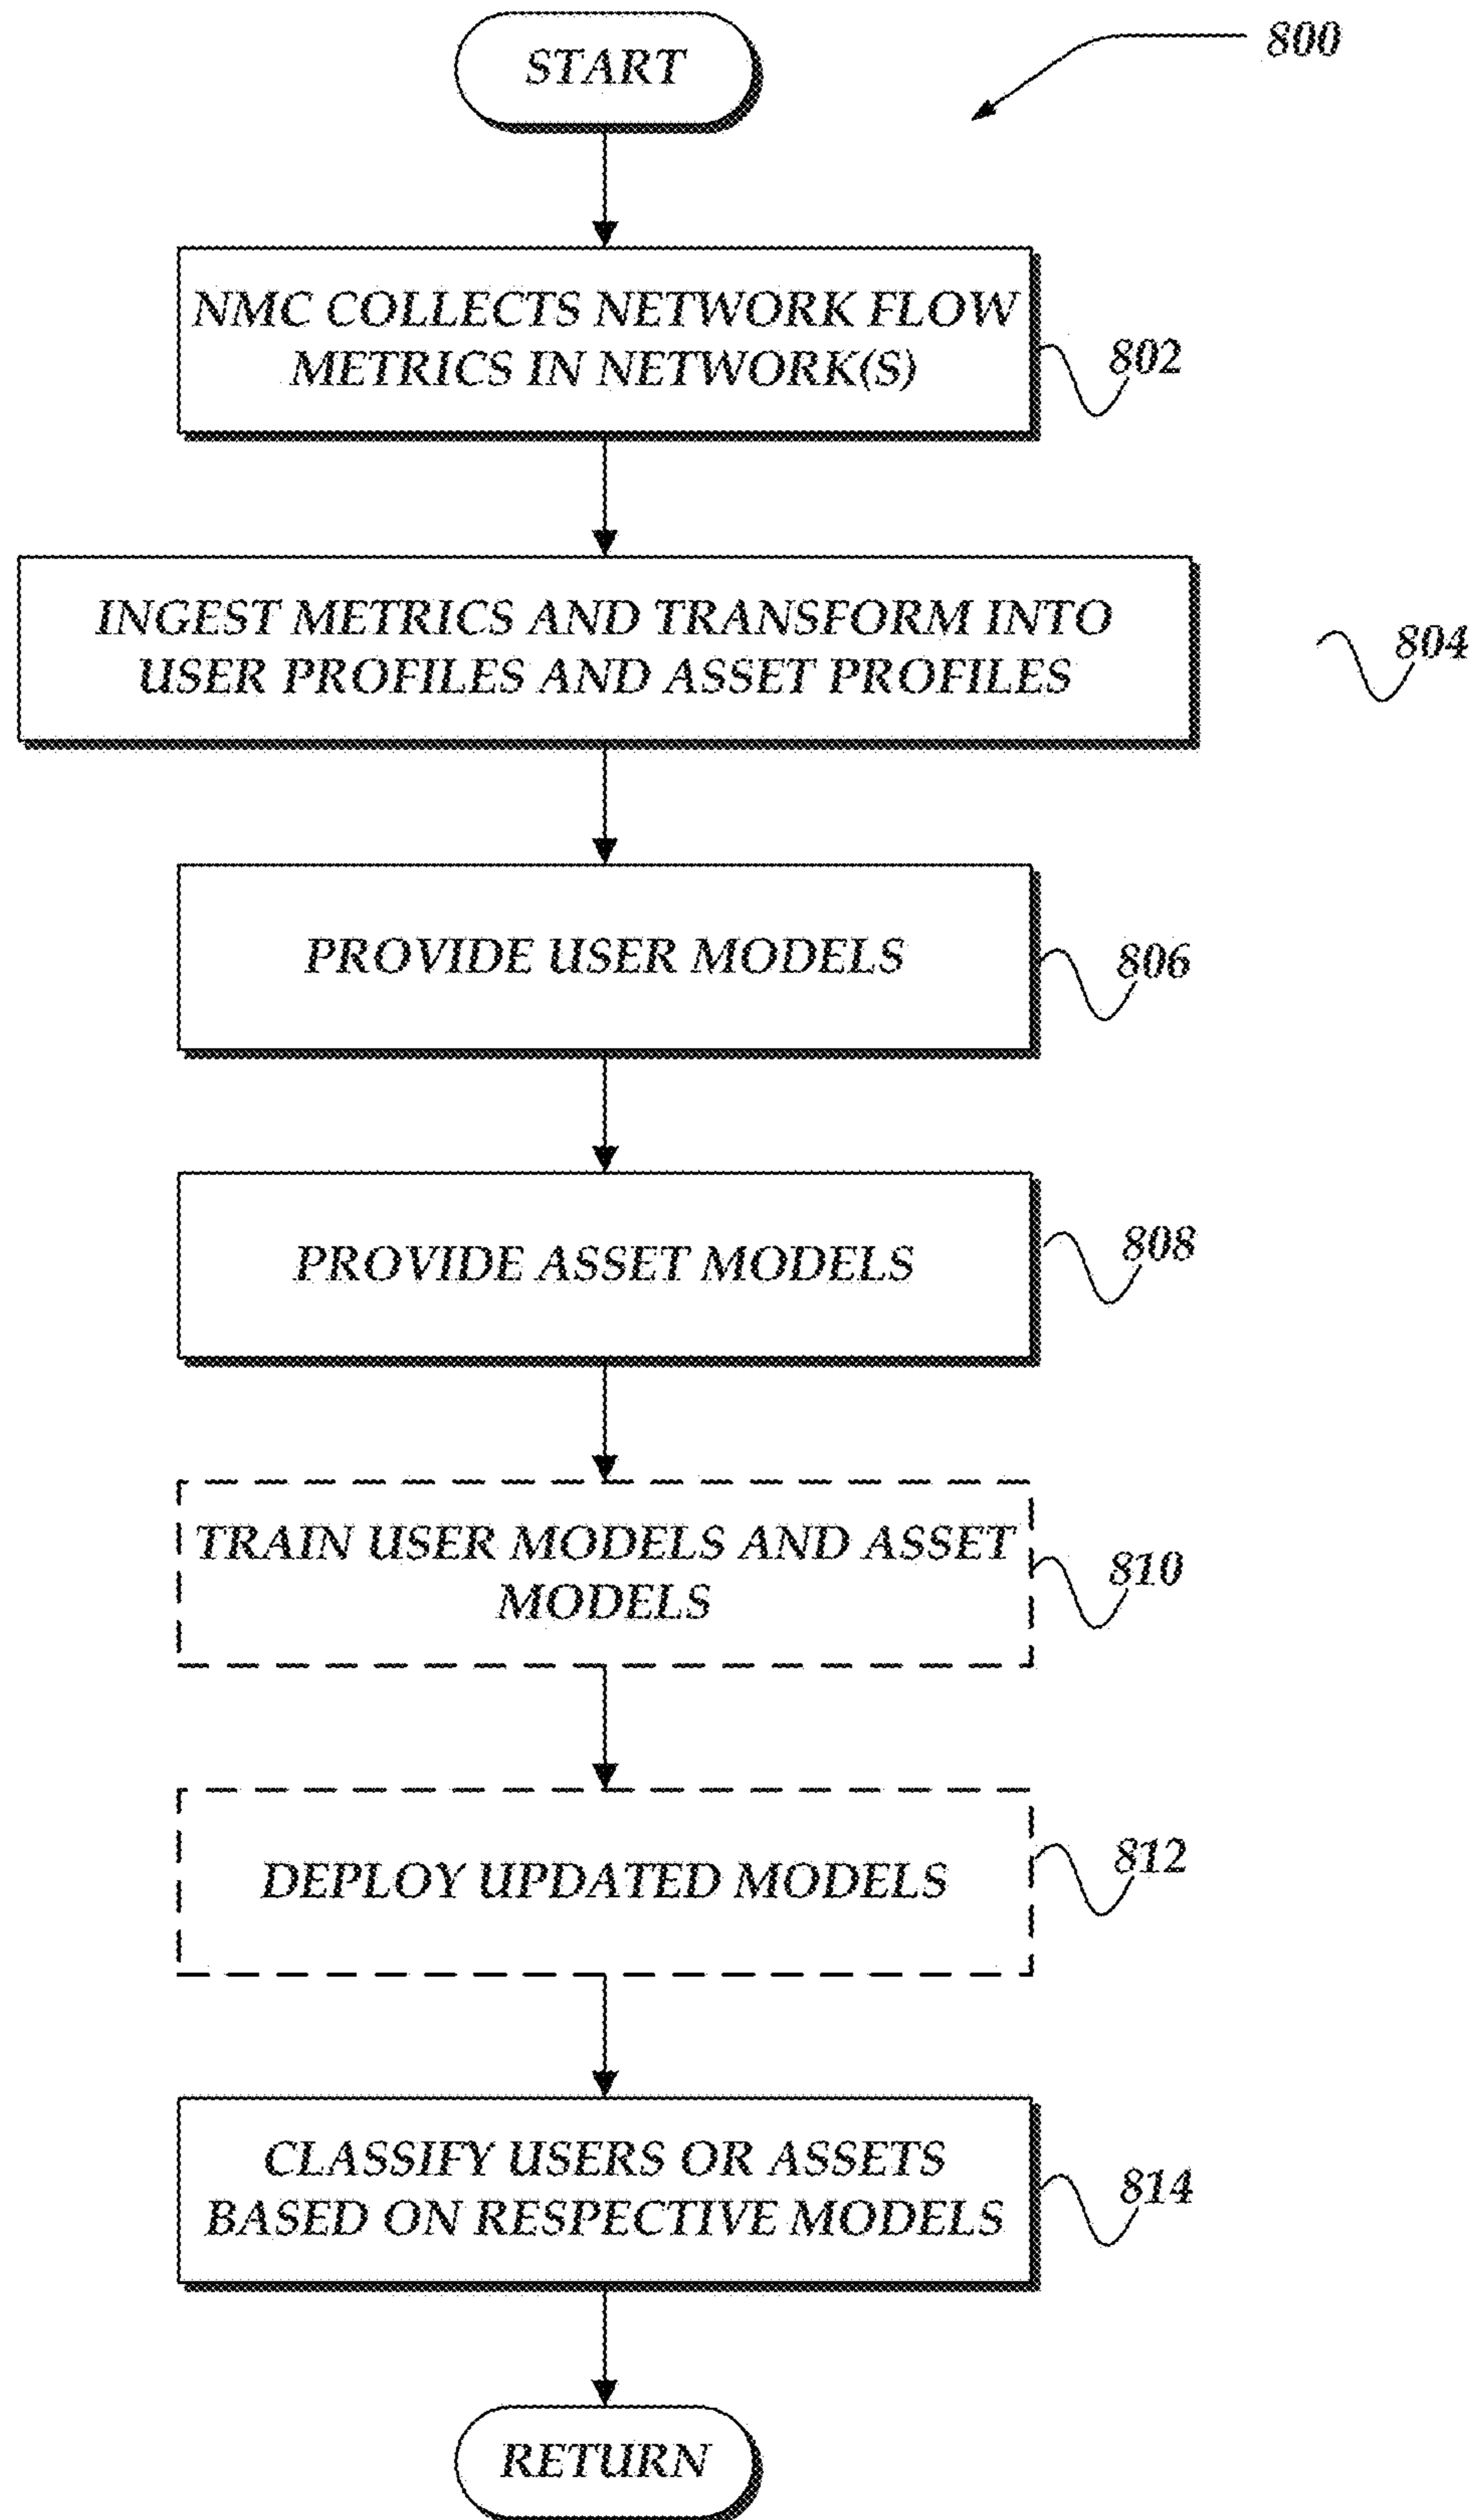 START
800
NMC COLLECTS NETWORK FLOW
METRICS IN NETWORK(S)
802
INGEST METRICS AND TRANSFORM INTO
USER PROFILES AND ASSET PROFILES
804
PROVIDE USER MODELS
806
PROVIDE ASSET MODELS
808
TRAIN USER MODELS AND ASSET
MODELS
810
DEPLOY UPDATED MODELS
812
CLASSIFY USERS OR ASSETS
BASED ON RESPECTIVE MODELS
814
RETURN